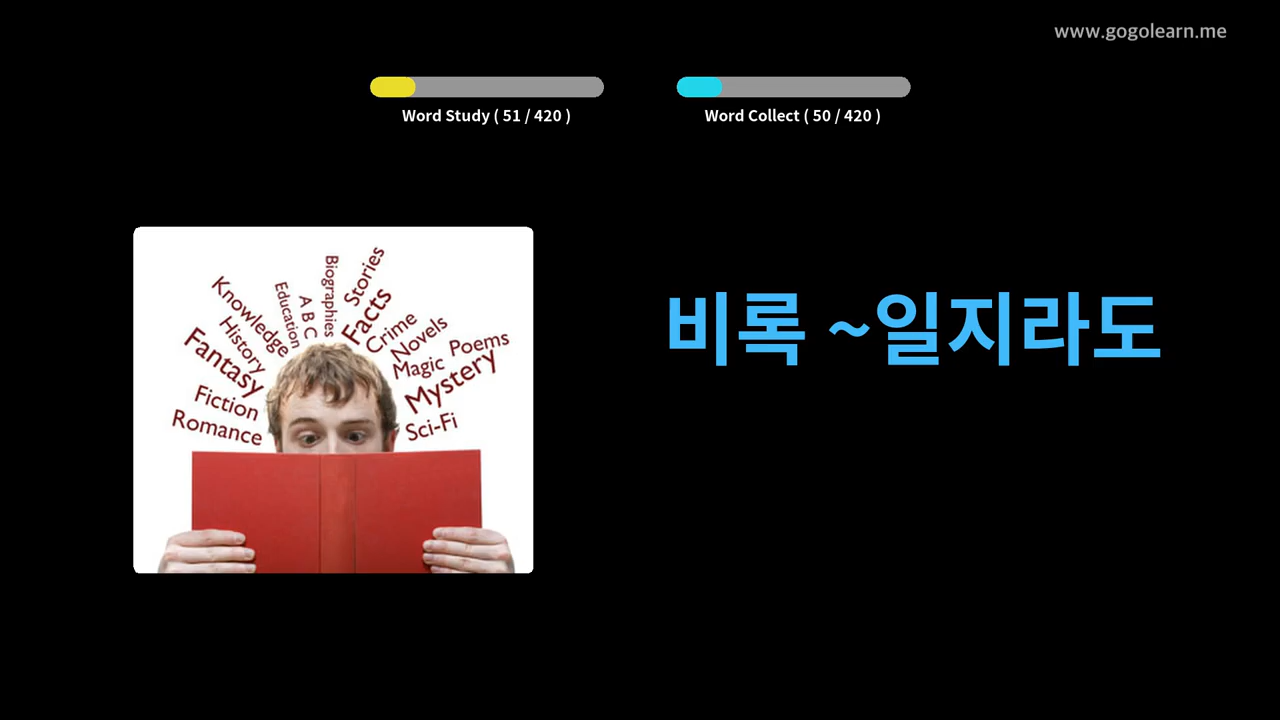 www.gogolearn.me
Word Study ( 51 / 420 )
Word Collect ( 50 / 420 )
비록 ~일지라도
Knowledge
History
Fantasy
Fiction
Romance
Education
A B C
Biographies
Stories
Facts
Crime
Novels
Magic
Poems
Mystery
Sci-Fi